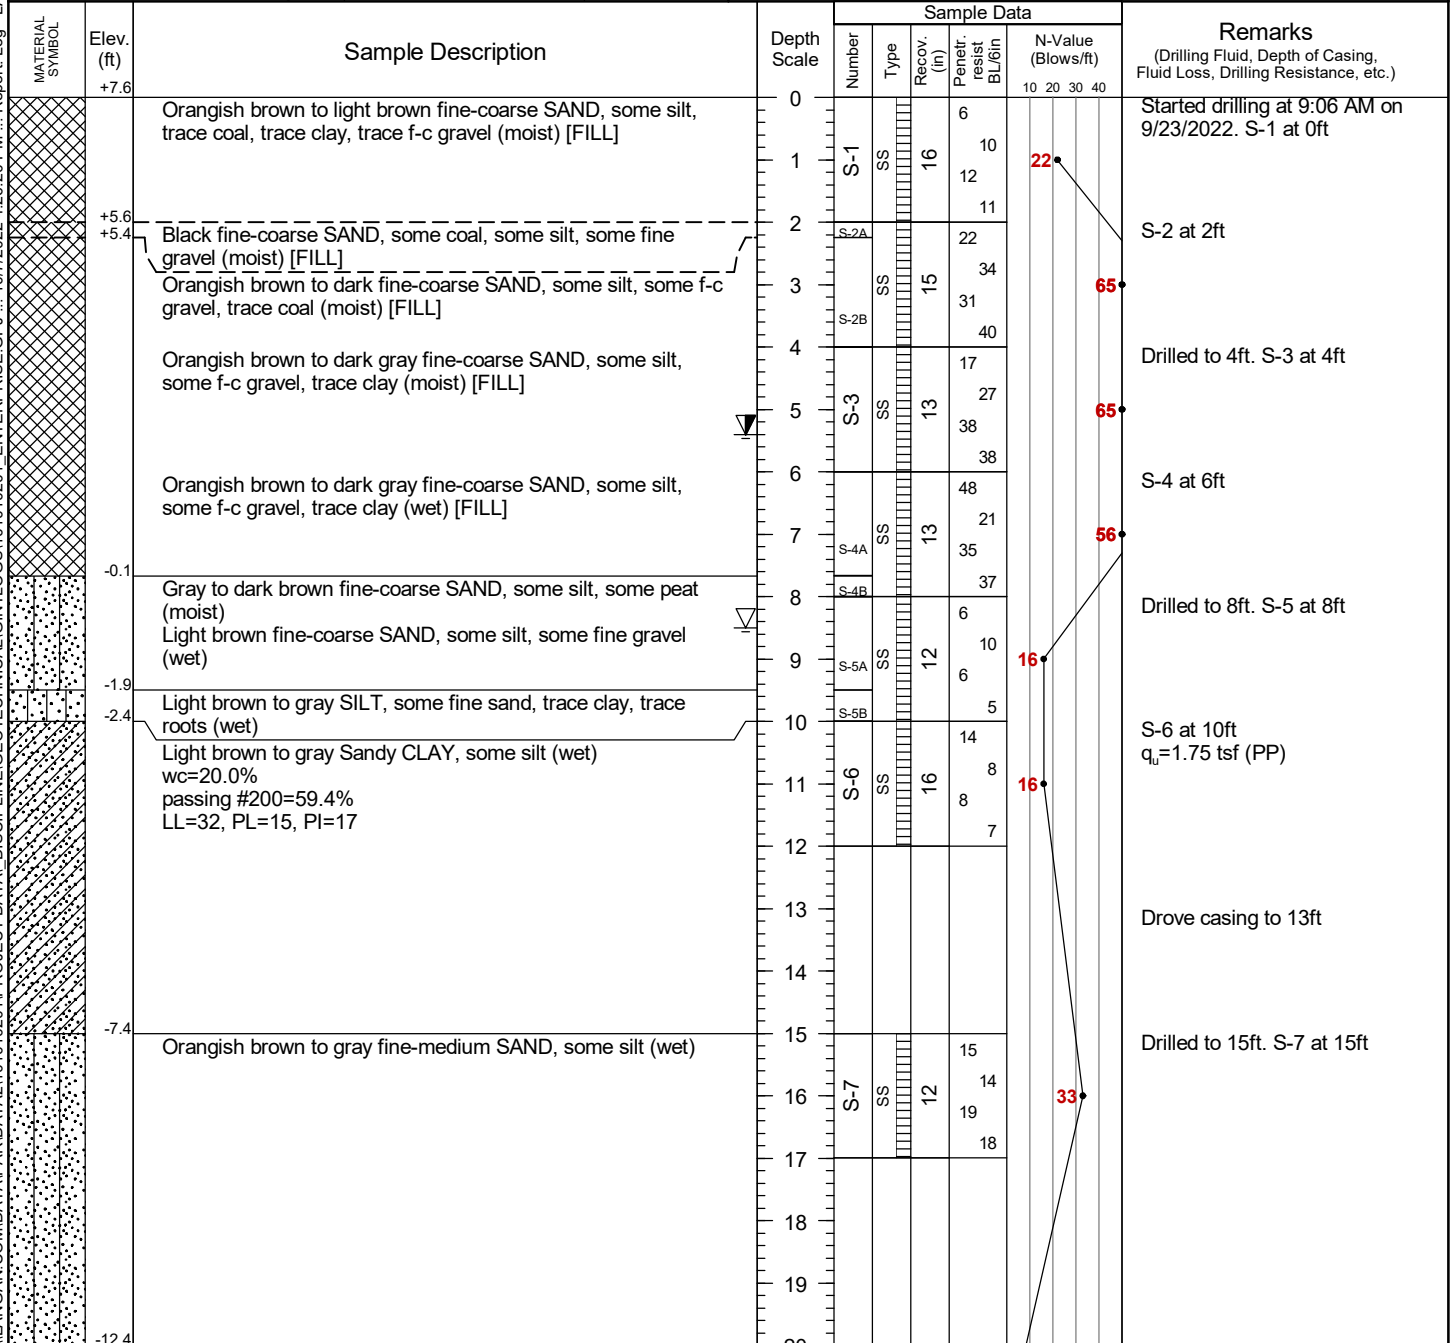 Sample Data
MATERIAL SYMBOL
Elev. (ft)
+7.6
Sample Description
Depth Scale
Number
Type
Recov. (in)
Penetr. resist BL/6in
N-Value (Blows/ft)
10 20 30 40
Remarks
(Drilling Fluid, Depth of Casing,
Fluid Loss, Drilling Resistance, etc.)
Orangish brown to light brown fine-coarse SAND, some silt,
trace coal, trace clay, trace f-c gravel (moist) [FILL]
0
S-1
SS
16
6
10
12
11
1
22
Started drilling at 9:06 AM on
9/23/2022. S-1 at 0ft
+5.6
+5.4
Black fine-coarse SAND, some coal, some silt, some fine
gravel (moist) [FILL]
Orangish brown to dark fine-coarse SAND, some silt, some f-c
gravel, trace coal (moist) [FILL]
2
3
S-2A
S-2B
SS
15
22
34
31
40
65
S-2 at 2ft
Orangish brown to dark gray fine-coarse SAND, some silt,
some f-c gravel, trace clay (moist) [FILL]
4
5
S-3
SS
13
17
27
38
38
65
Drilled to 4ft. S-3 at 4ft
Orangish brown to dark gray fine-coarse SAND, some silt,
some f-c gravel, trace clay (wet) [FILL]
6
7
S-4A
S-4B
SS
13
48
21
35
37
56
S-4 at 6ft
-0.1
Gray to dark brown fine-coarse SAND, some silt, some peat
(moist)
Light brown fine-coarse SAND, some silt, some fine gravel
(wet)
8
9
S-5A
S-5B
SS
12
6
10
6
5
16
Drilled to 8ft. S-5 at 8ft
-1.9
Light brown to gray SILT, some fine sand, trace clay, trace
roots (wet)
-2.4
Light brown to gray Sandy CLAY, some silt (wet)
wc=20.0%
passing #200=59.4%
LL=32, PL=15, PI=17
10
11
S-6
SS
16
14
8
8
7
16
S-6 at 10ft
qu=1.75 tsf (PP)
12
13
Drove casing to 13ft
14
-7.4
Orangish brown to gray fine-medium SAND, some silt (wet)
15
16
S-7
SS
12
15
14
19
18
33
Drilled to 15ft. S-7 at 15ft
17
18
19
-12.4